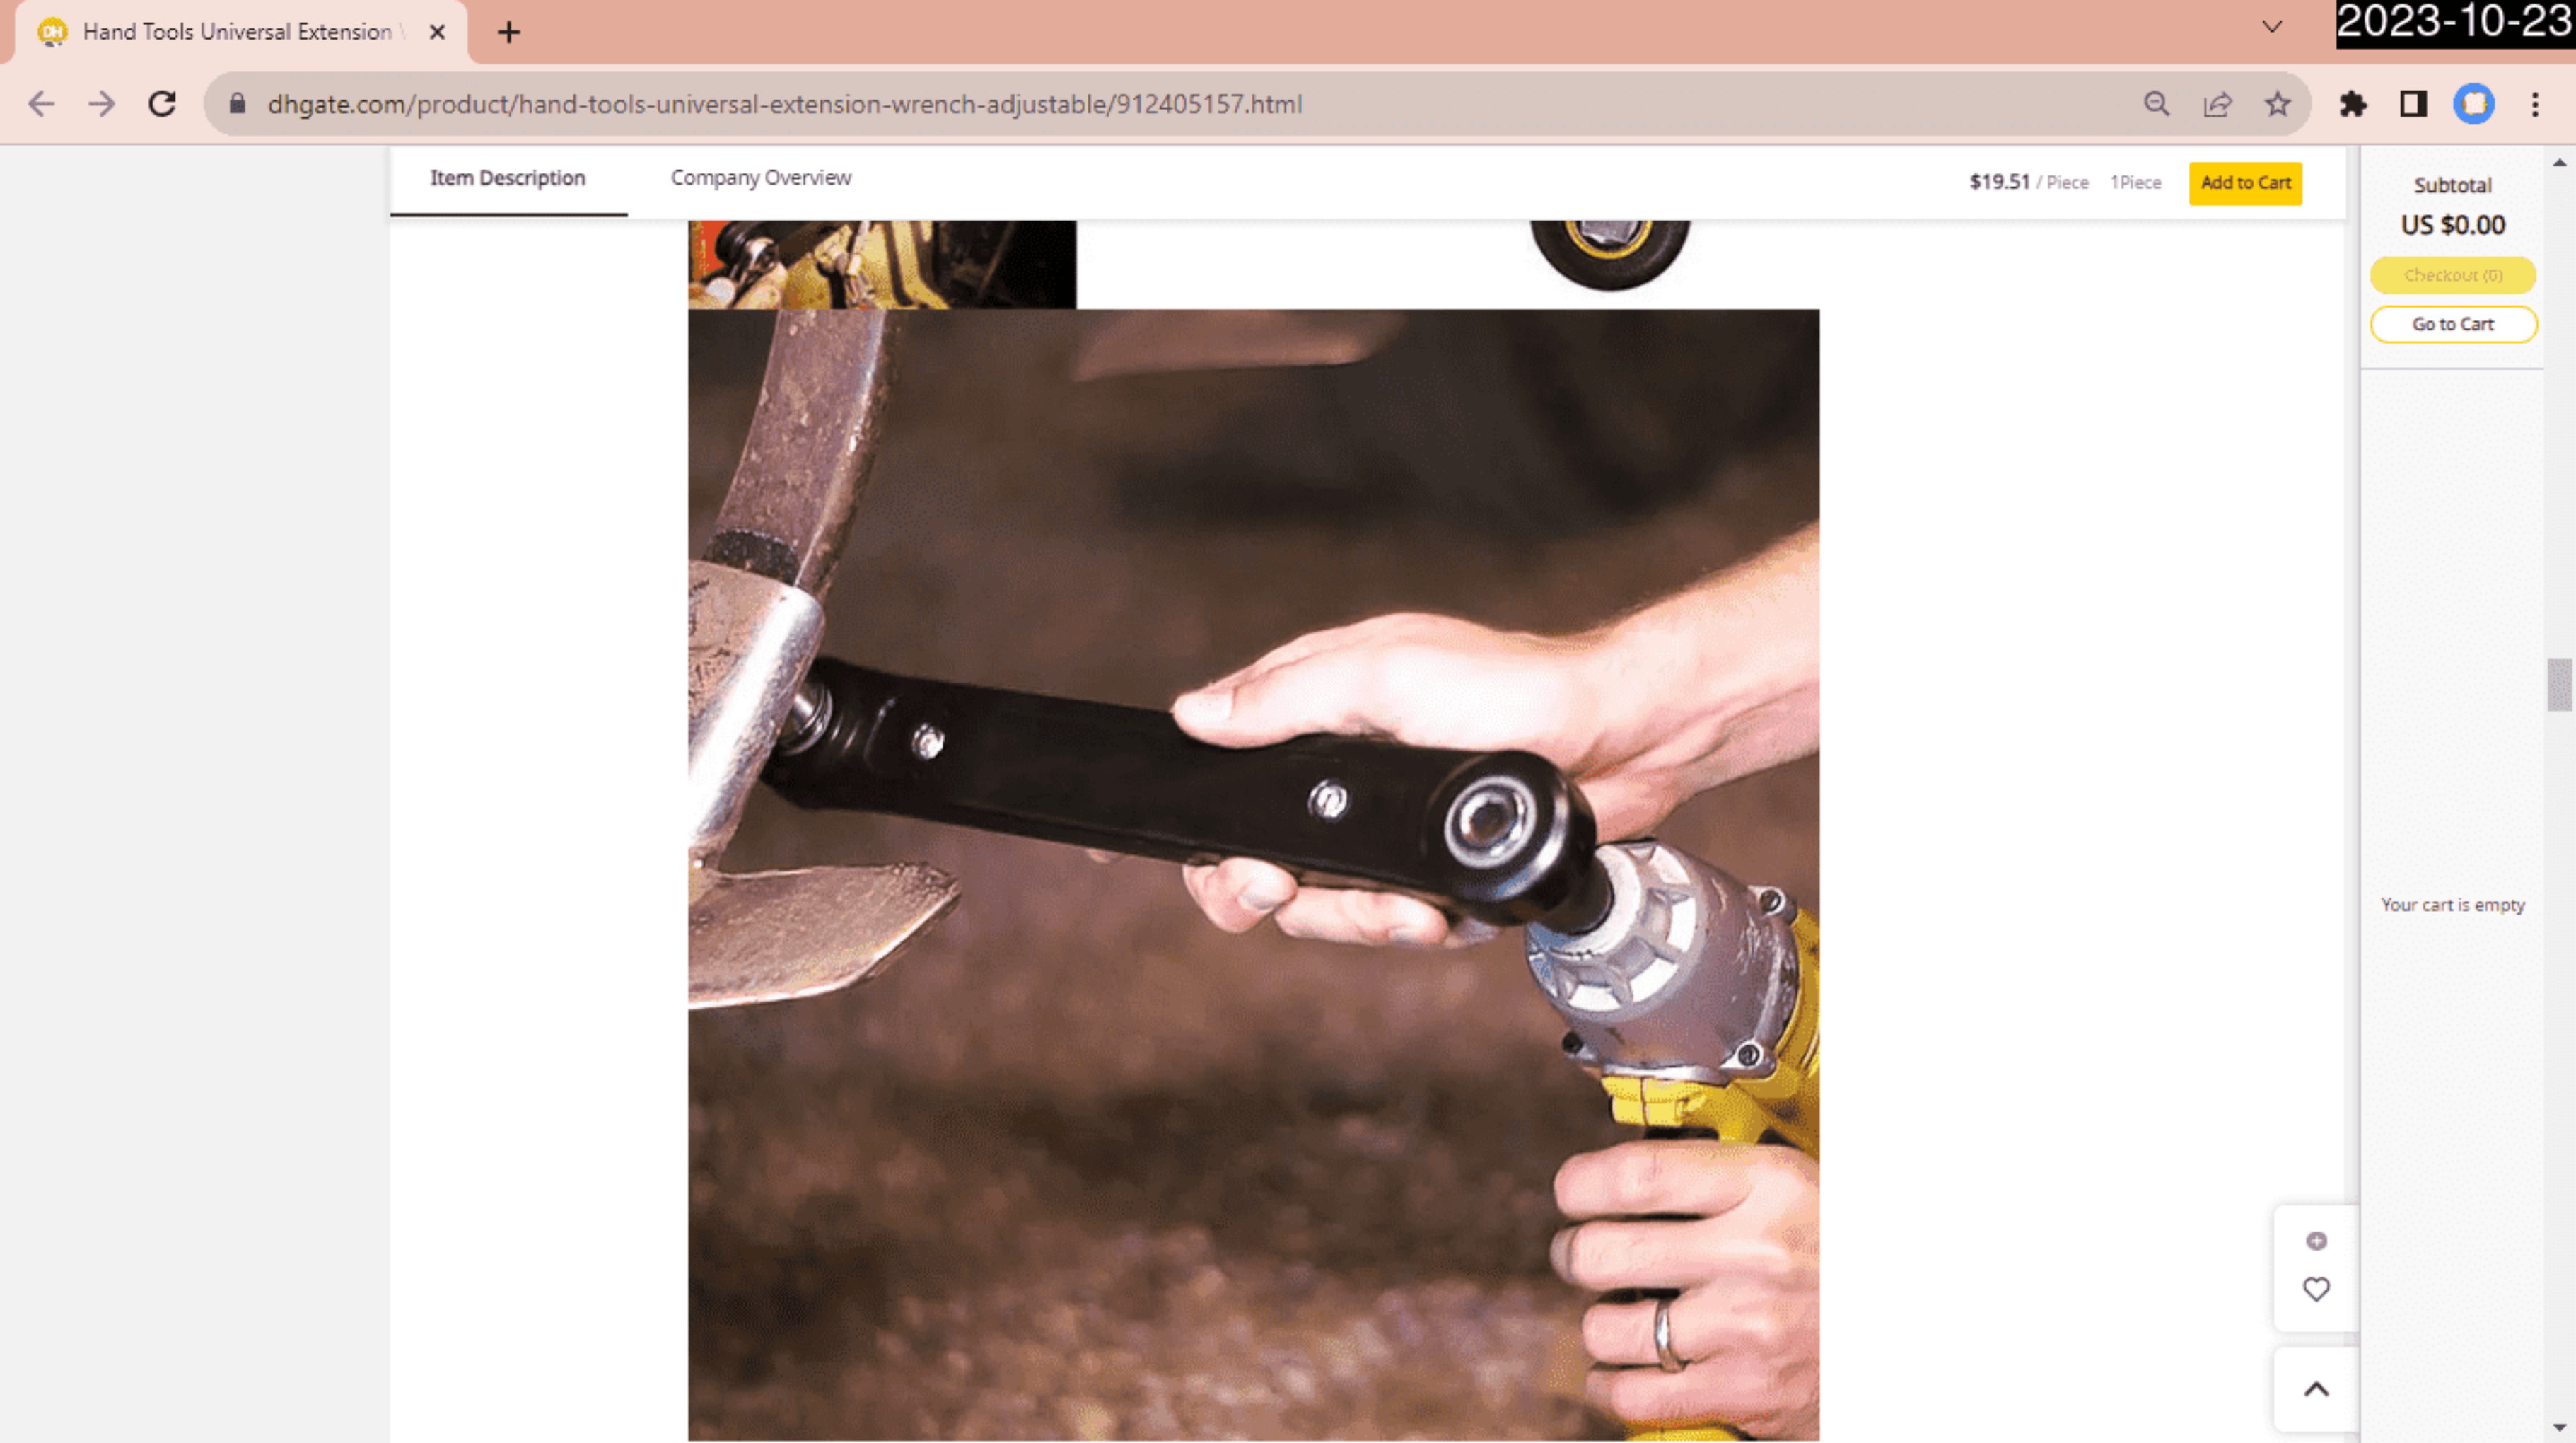 Hand Tools Universal Extension
2023-10-23
dhgate.com/product/hand-tools-universal-extension-wrench-adjustable/912405157.html
Item Description
Company Overview
$19.51 / Piece 1Piece
Add to Cart
Subtotal
US $0.00
Checkout (0)
Go to Cart
Your cart is empty